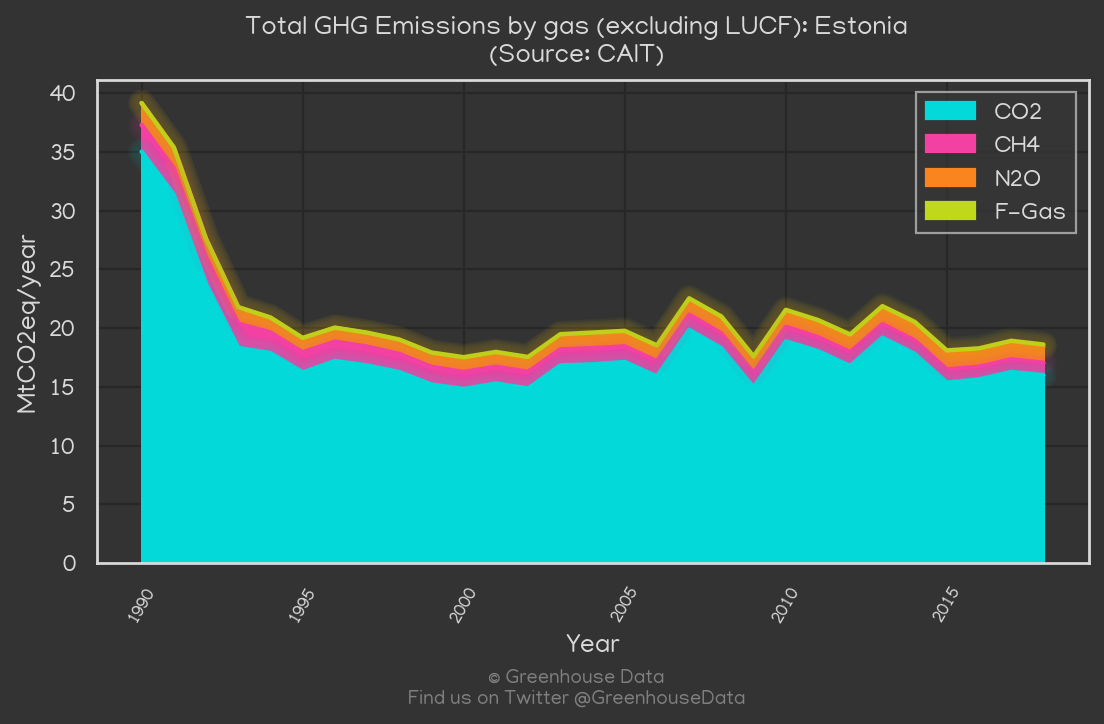 Total GHG Emissions by gas (excluding LUCF): Estonia
(Source: CAIT)
40
35
30
25
20
15
10
5
0
MtCO2eq/year
CO2
CH4
N2O
F-Gas
1990
1995
2000
2005
2010
2015
Year
© Greenhouse Data
Find us on Twitter @GreenhouseData